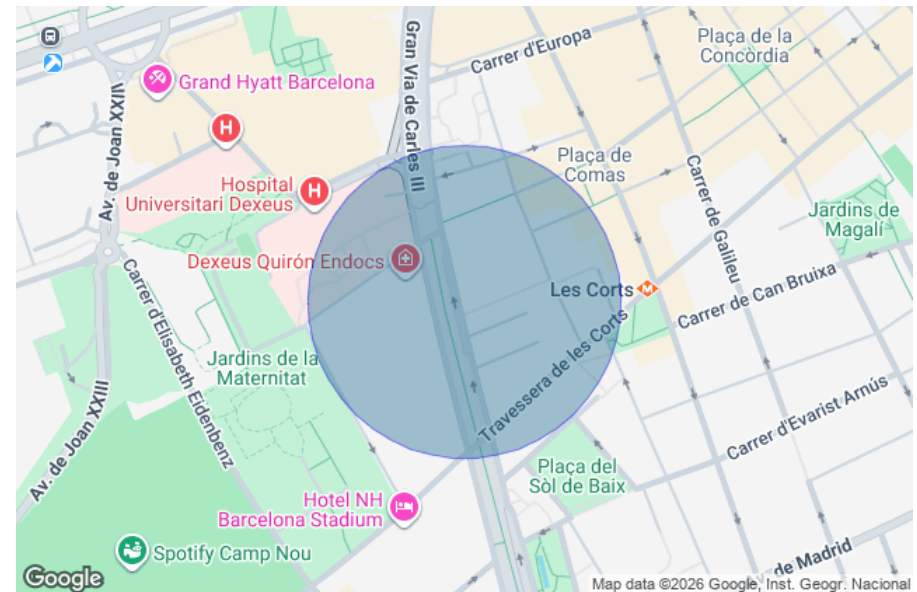 Gran Via de Carles III
Carrer d'Europa
Plaça de la
Concòrdia
Grand Hyatt Barcelona
Av. de Joan XXIII
H
Plaça de
Comas
Hospital
Universitari Dexeus
H
Carrer de Galileu
Jardins de
Magalí
Dexeus Quirón Endocs
Les Corts
M
Carrer de Can Bruixa
Carrer d'Elisabeth Eidenbenz
Jardins de la
Maternitat
Travessera de les Corts
Carrer d'Evarist Arnús
Av. de Joan XXIII
Plaça del
Sòl de Baix
Hotel NH
Barcelona Stadium
Spotify Camp Nou
de Madrid
Google
Map data ©2026 Google, Inst. Geogr. Nacional